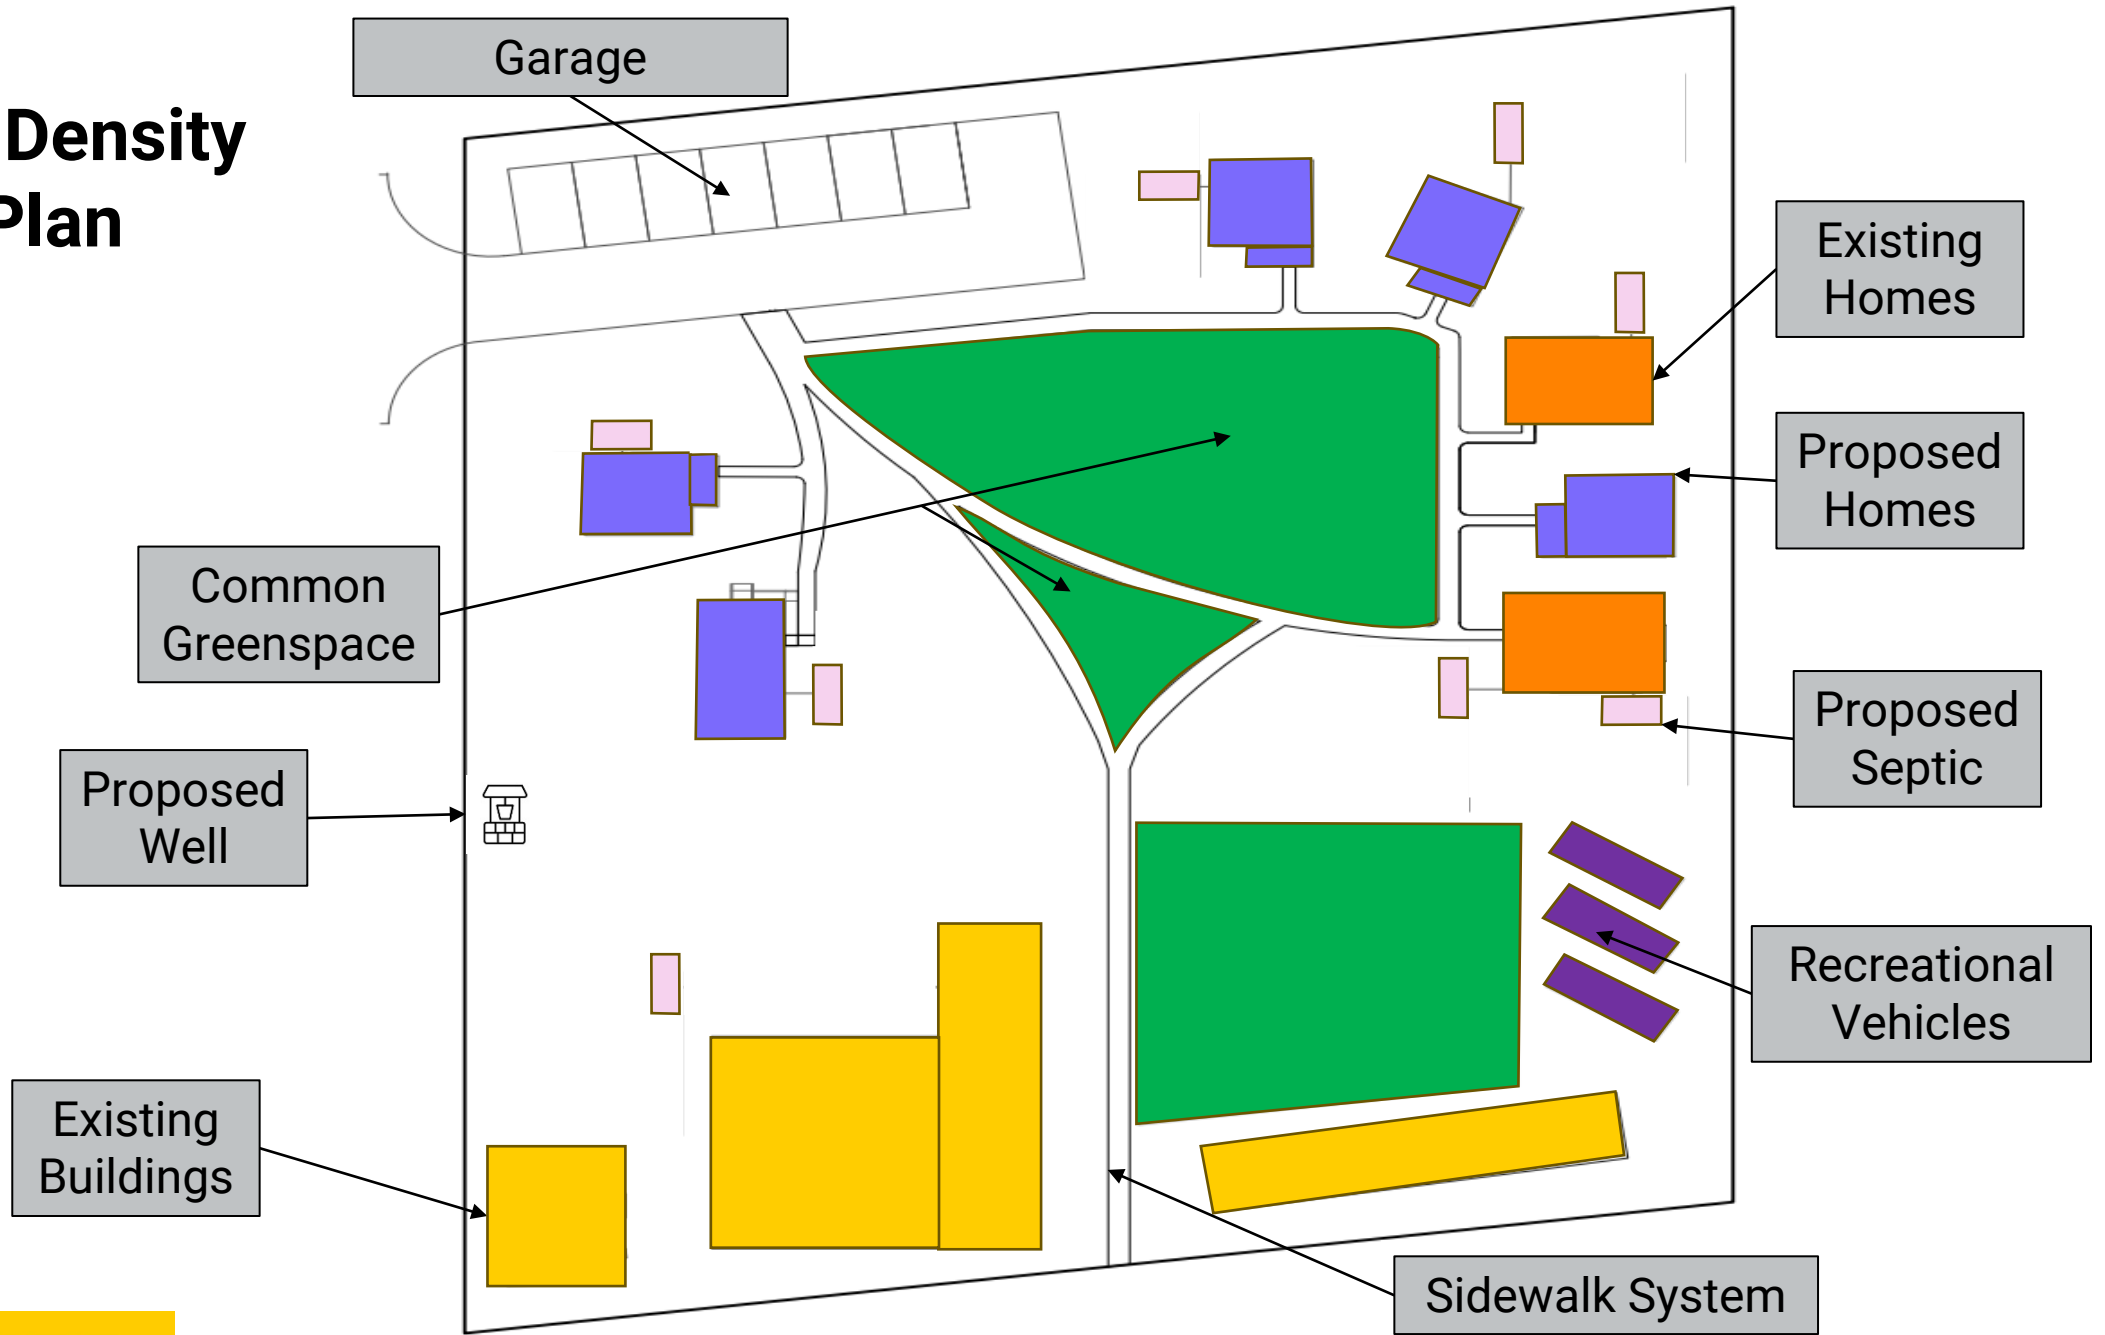 Density
Plan
Garage
Existing
Homes
Proposed
Homes
Common
Greenspace
Proposed
Septic
Proposed
Well
Recreational
Vehicles
Existing
Buildings
Sidewalk System